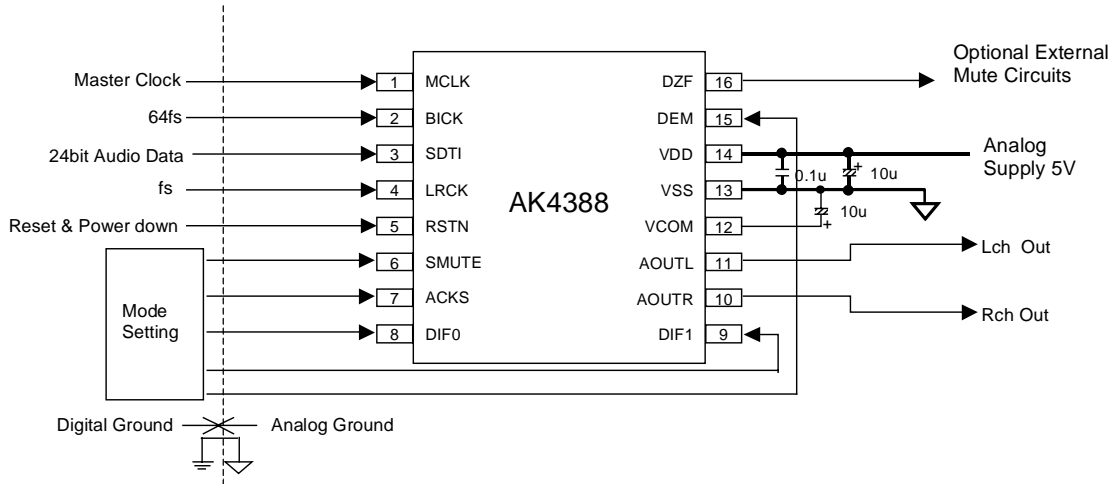 Optional External
Mute Circuits
Master Clock
1
MCLK
DZF
16
64fs
2
BICK
DEM
15
24bit Audio Data
3
SDTI
VDD
14
Analog
Supply 5V
0.1u
+
10u
fs
4
LRCK
VSS
13
AK4388
10u
+
Reset & Power down
5
RSTN
VCOM
12
6
SMUTE
AOUTL
11
Lch Out
Mode
Setting
7
ACKS
AOUTR
10
Rch Out
8
DIF0
DIF1
9
Digital Ground
Analog Ground